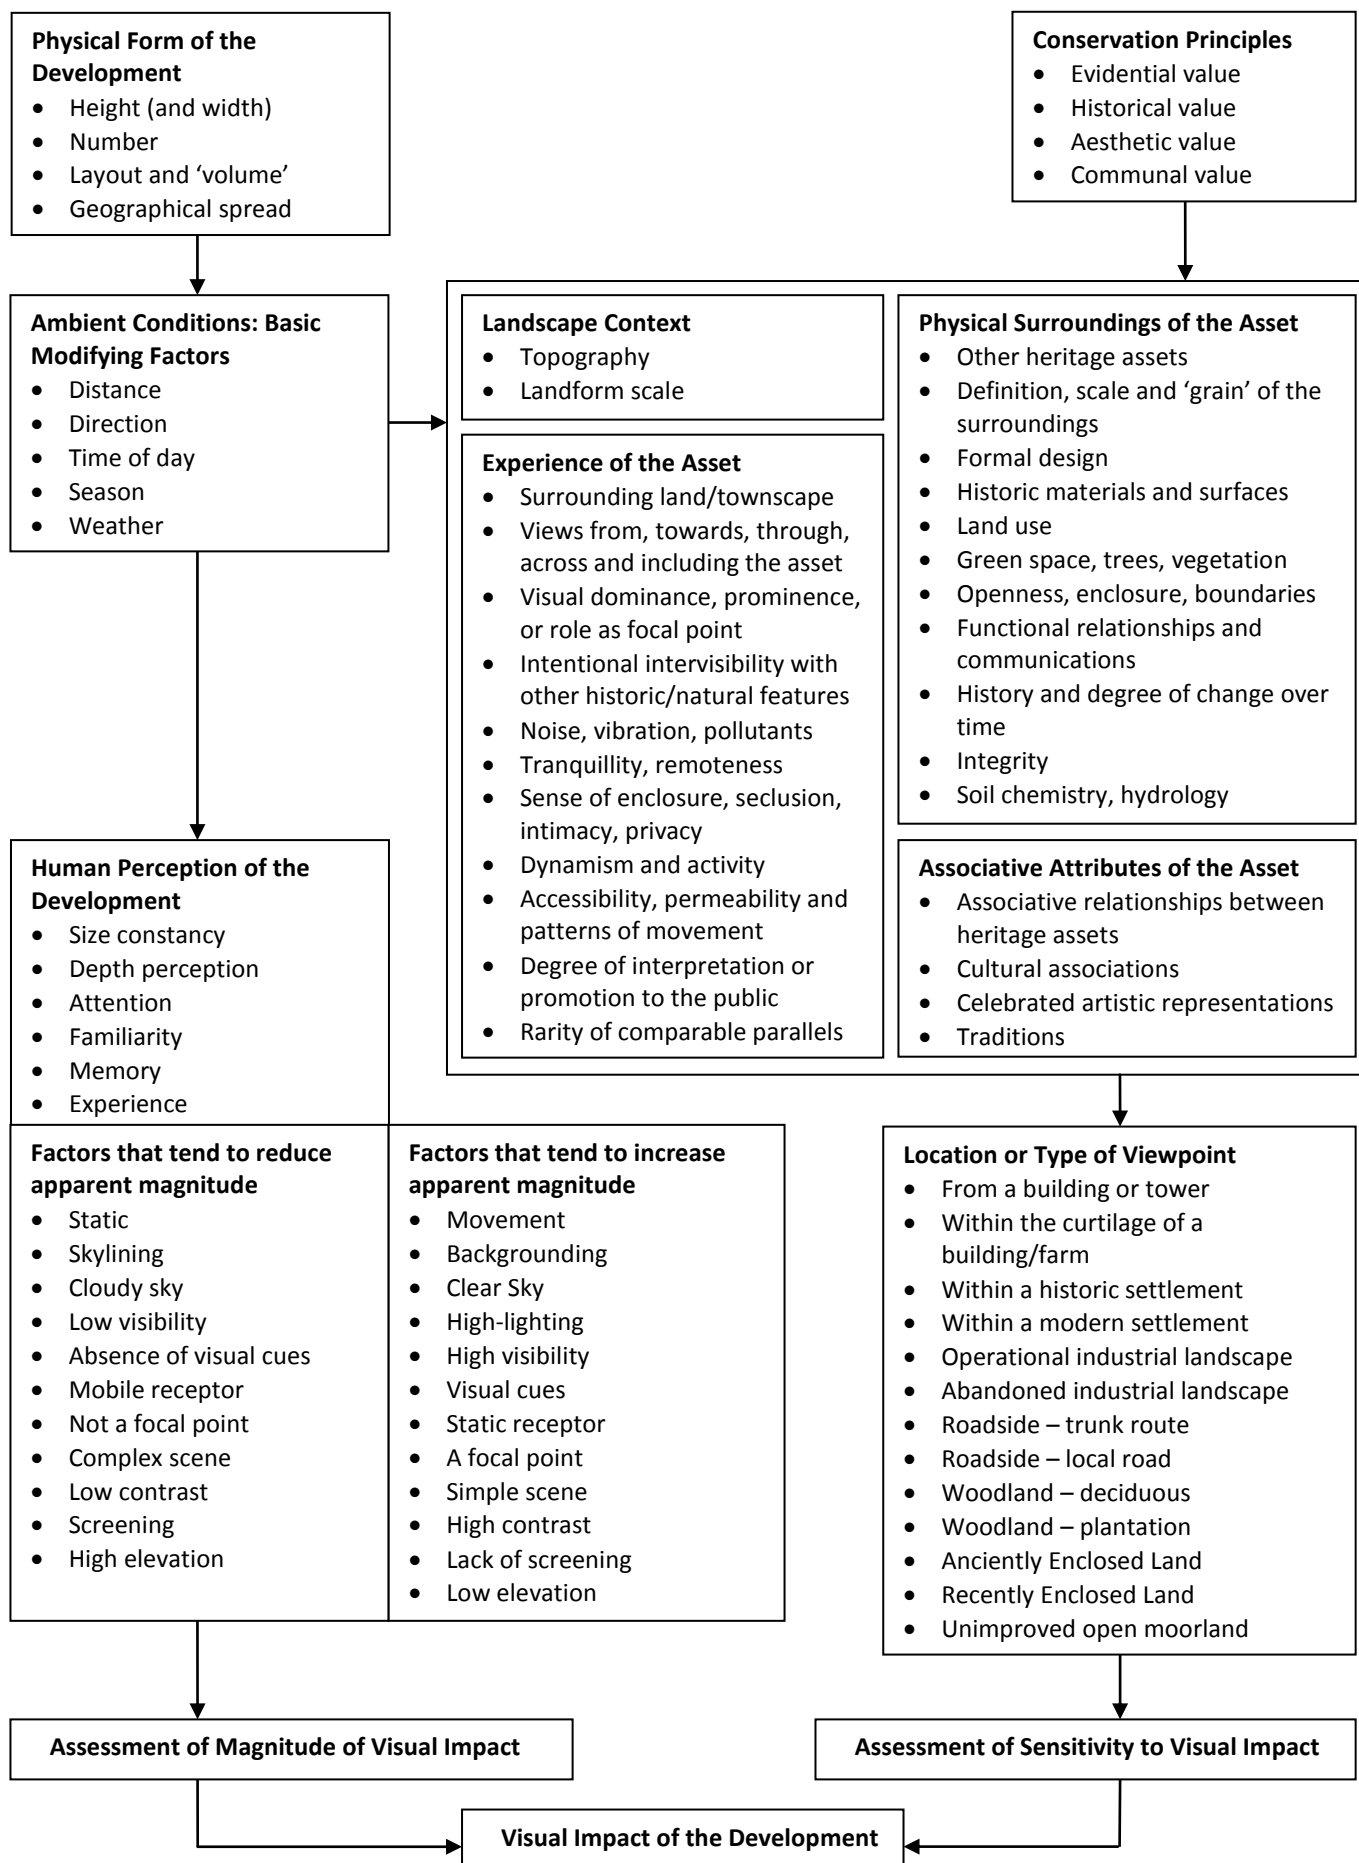 Physical Form of the
Development
• Height (and width)
• Number
• Layout and ‘volume’
• Geographical spread
Conservation Principles
• Evidential value
• Historical value
• Aesthetic value
• Communal value
Ambient Conditions: Basic
Modifying Factors
• Distance
• Direction
• Time of day
• Season
• Weather
Landscape Context
• Topography
• Landform scale
Experience of the Asset
• Surrounding land/townscape
• Views from, towards, through,
across and including the asset
• Visual dominance, prominence,
or role as focal point
• Intentional intervisibility with
other historic/natural features
• Noise, vibration, pollutants
• Tranquillity, remoteness
• Sense of enclosure, seclusion,
intimacy, privacy
• Dynamism and activity
• Accessibility, permeability and
patterns of movement
• Degree of interpretation or
promotion to the public
• Rarity of comparable parallels
Physical Surroundings of the Asset
• Other heritage assets
• Definition, scale and ‘grain’ of the
surroundings
• Formal design
• Historic materials and surfaces
• Land use
• Green space, trees, vegetation
• Openness, enclosure, boundaries
• Functional relationships and
communications
• History and degree of change over
time
• Integrity
• Soil chemistry, hydrology
Associative Attributes of the Asset
• Associative relationships between
heritage assets
• Cultural associations
• Celebrated artistic representations
• Traditions
Human Perception of the
Development
• Size constancy
• Depth perception
• Attention
• Familiarity
• Memory
• Experience
Factors that tend to reduce
apparent magnitude
• Static
• Skylining
• Cloudy sky
• Low visibility
• Absence of visual cues
• Mobile receptor
• Not a focal point
• Complex scene
• Low contrast
• Screening
• High elevation
Factors that tend to increase
apparent magnitude
• Movement
• Backgrounding
• Clear Sky
• High-lighting
• High visibility
• Visual cues
• Static receptor
• A focal point
• Simple scene
• High contrast
• Lack of screening
• Low elevation
Location or Type of Viewpoint
• From a building or tower
• Within the curtilage of a
building/farm
• Within a historic settlement
• Within a modern settlement
• Operational industrial landscape
• Abandoned industrial landscape
• Roadside – trunk route
• Roadside – local road
• Woodland – deciduous
• Woodland – plantation
• Anciently Enclosed Land
• Recently Enclosed Land
• Unimproved open moorland
Assessment of Magnitude of Visual Impact
Assessment of Sensitivity to Visual Impact
Visual Impact of the Development